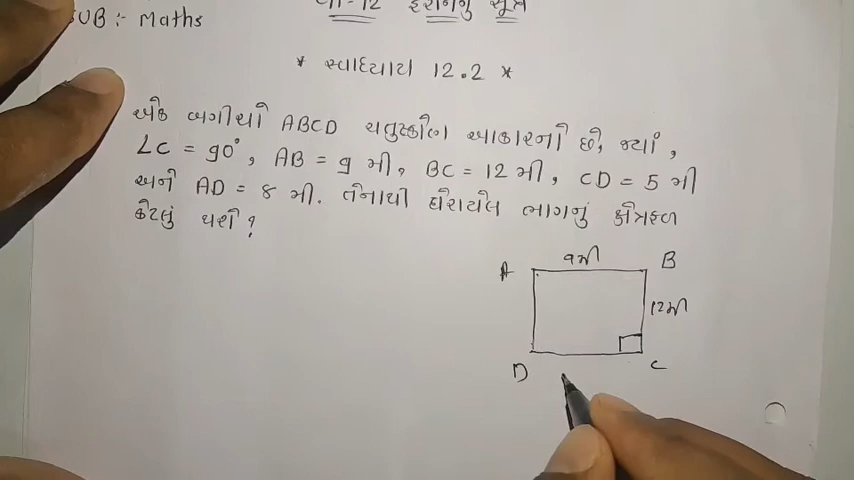 SUB :- Maths
પા-12 હેરોનનું સૂત્ર
* સ્વાધ્યાય 12.2 *
એક બગીચો ABCD ચતુષ્કોણ આકારનો છે, જ્યાં,
∠C = 90°, AB = 9 મી, BC = 12 મી, CD = 5 મી
અને AD = 8 મી. તેનાથી ઘેરાયેલ ભાગનું ક્ષેત્રફળ
કેટલું થશે?
A 9મી B
12મી
D C